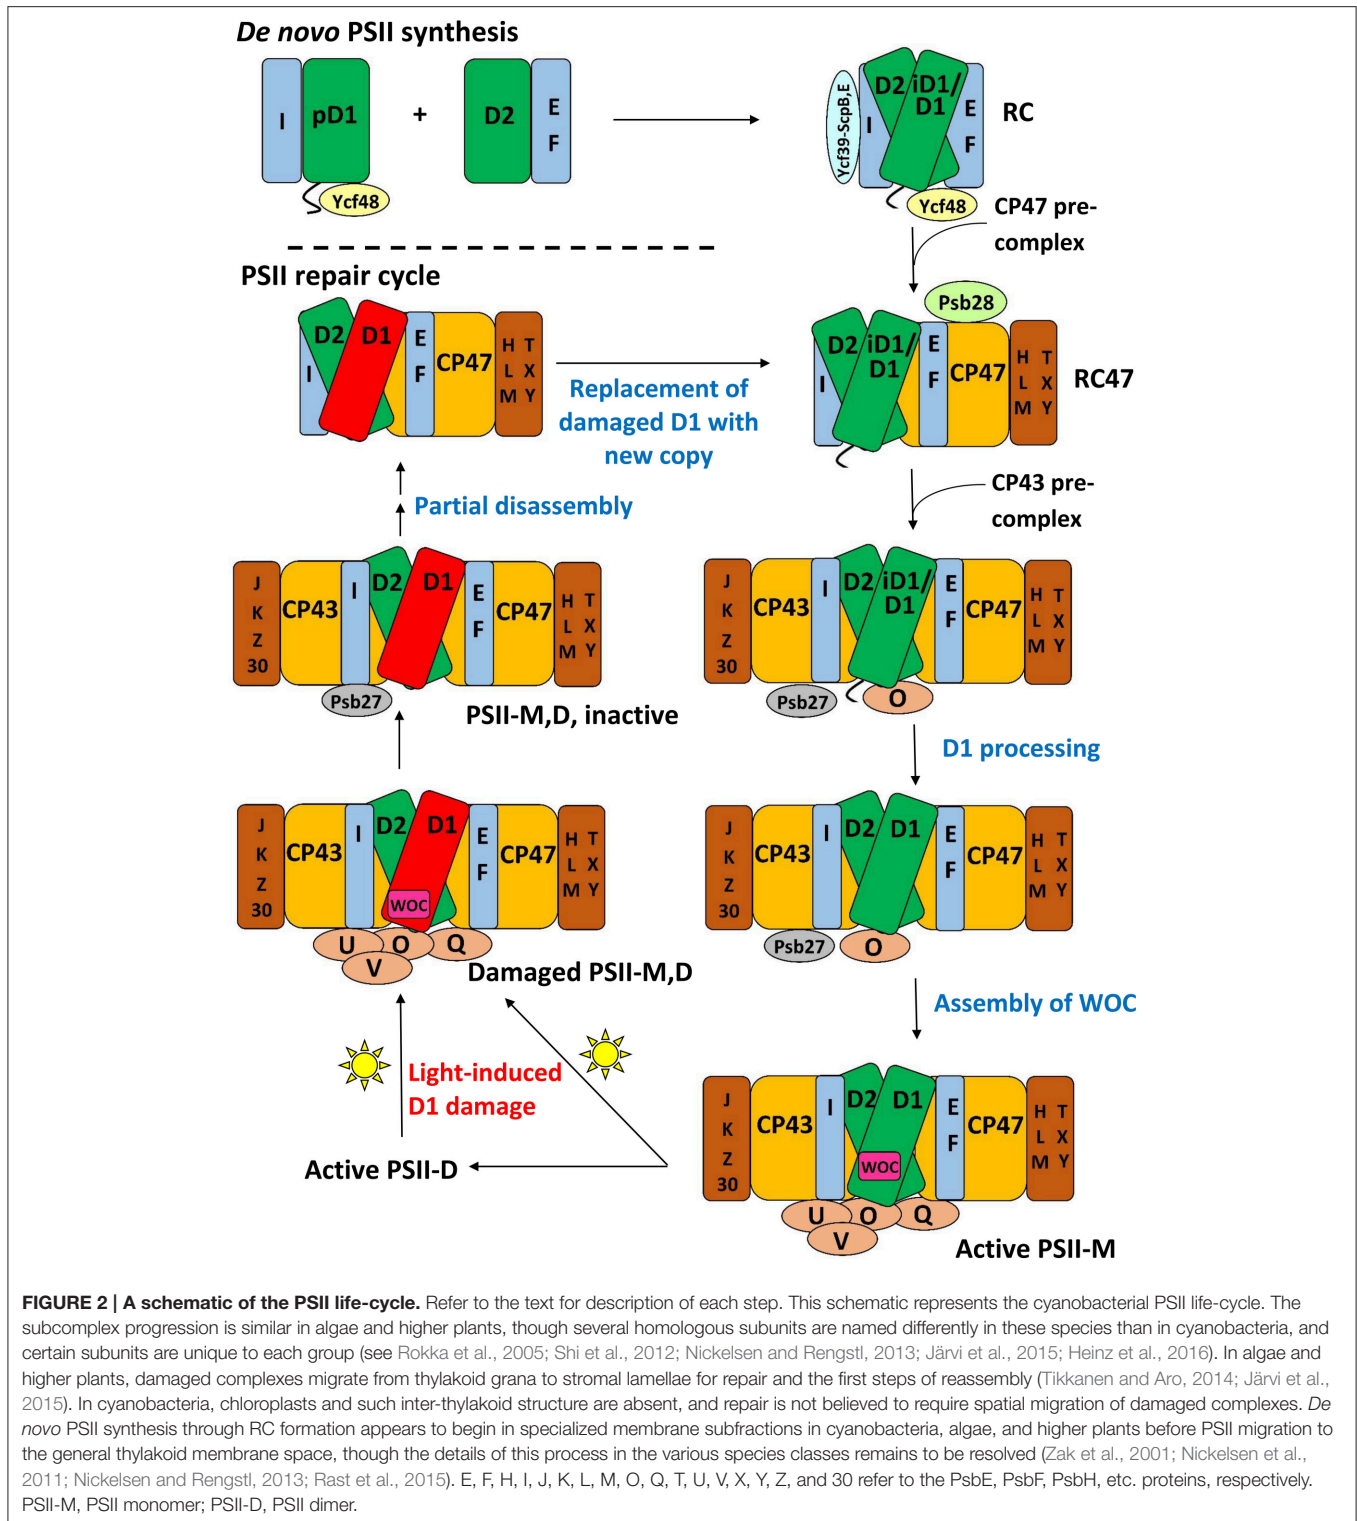 De novo PSII synthesis
I
pD1
Ycf48
+
D2
E
F
Ycf39-ScpB,E
I
D2
iD1/
D1
E
F
Ycf48
RC
CP47 pre-
complex
PSII repair cycle
D2
D1
I
E
F
CP47
H T
L X
M Y
Replacement of
damaged D1 with
new copy
Psb28
D2
iD1/
D1
I
E
F
CP47
H T
L X
M Y
RC47
Partial disassembly
CP43 pre-
complex
J
K
Z
30
CP43
I
D2
D1
E
F
CP47
H T
L X
M Y
Psb27
PSII-M,D, inactive
J
K
Z
30
CP43
I
D2
iD1/
D1
E
F
CP47
H T
L X
M Y
Psb27
O
D1 processing
J
K
Z
30
CP43
I
D2
D1
WOC
E
F
CP47
H T
L X
M Y
U
O
Q
V
Damaged PSII-M,D
J
K
Z
30
CP43
I
D2
D1
E
F
CP47
H T
L X
M Y
Psb27
O
Assembly of WOC
Light-induced
D1 damage
Active PSII-D
J
K
Z
30
CP43
I
D2
D1
WOC
E
F
CP47
H T
L X
M Y
U
O
Q
V
Active PSII-M
FIGURE 2 | A schematic of the PSII life-cycle. Refer to the text for description of each step. This schematic represents the cyanobacterial PSII life-cycle. The
subcomplex progression is similar in algae and higher plants, though several homologous subunits are named differently in these species than in cyanobacteria, and
certain subunits are unique to each group (see Rokka et al., 2005; Shi et al., 2012; Nickelsen and Rengstl, 2013; Järvi et al., 2015; Heinz et al., 2016). In algae and
higher plants, damaged complexes migrate from thylakoid grana to stromal lamellae for repair and the first steps of reassembly (Tikkanen and Aro, 2014; Järvi et al.,
2015). In cyanobacteria, chloroplasts and such inter-thylakoid structure are absent, and repair is not believed to require spatial migration of damaged complexes. De
novo PSII synthesis through RC formation appears to begin in specialized membrane subfractions in cyanobacteria, algae, and higher plants before PSII migration to
the general thylakoid membrane space, though the details of this process in the various species classes remains to be resolved (Zak et al., 2001; Nickelsen et al.,
2011; Nickelsen and Rengstl, 2013; Rast et al., 2015). E, F, H, I, J, K, L, M, O, Q, T, U, V, X, Y, Z, and 30 refer to the PsbE, PsbF, PsbH, etc. proteins, respectively.
PSII-M, PSII monomer; PSII-D, PSII dimer.